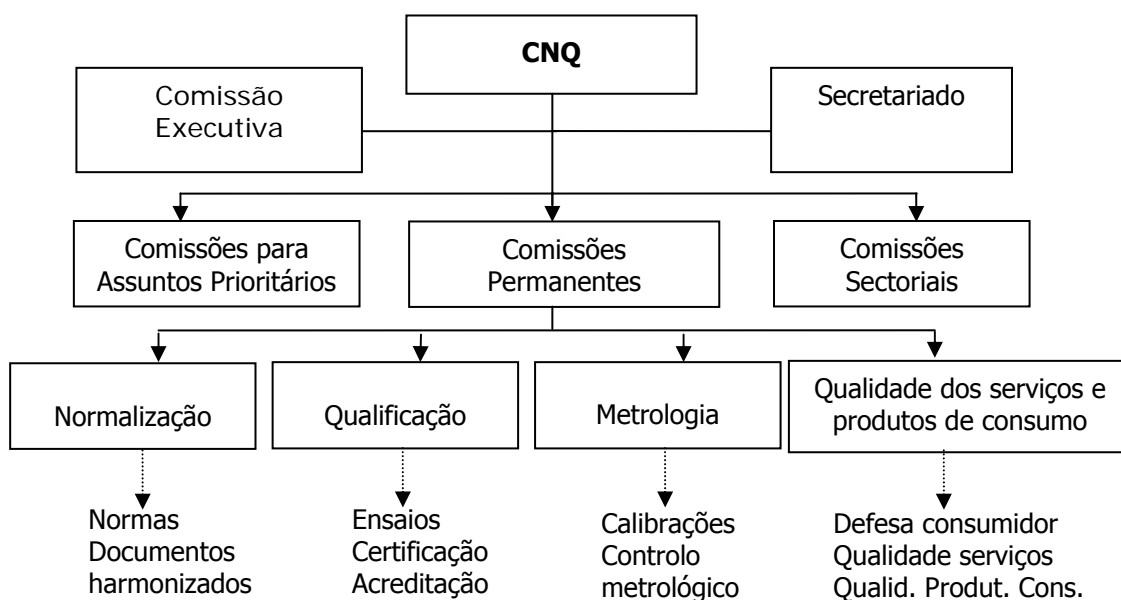 CNQ
Comissão
Executiva
Secretariado
Comissões para
Assuntos Prioritários
Comissões
Permanentes
Comissões
Sectoriais
Normalização
Qualificação
Metrologia
Qualidade dos serviços e
produtos de consumo
Normas
Documentos
harmonizados
Ensaios
Certificação
Acreditação
Calibrações
Controlo
metrológico
Defesa consumidor
Qualidade serviços
Qualid. Produt. Cons.